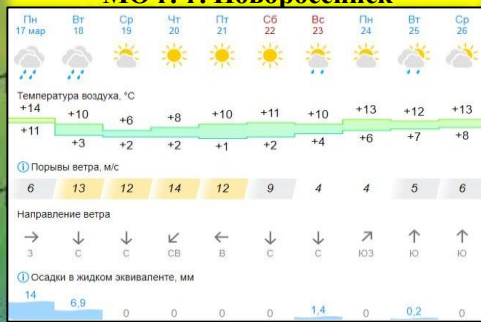 МО г. г. Новороссийск
Пн Вт Ср Чт Пт Сб Вс Пн Вт Ср
17 мар 18 19 20 21 22 23 24 25 26
Температура воздуха, °C
+14 +10 +6 +8 +10 +11 +10 +13 +12 +13
+11 +3 +2 +2 +1 +2 +4 +6 +7 +8
Порывы ветра, м/с
6 13 12 14 12 9 4 4 5 6
Направление ветра
З С С СВ В С С ЮЗ Ю Ю
Осадки в жидком эквиваленте, мм
14 6,9 0 0 0 0 1,4 0 0,2 0